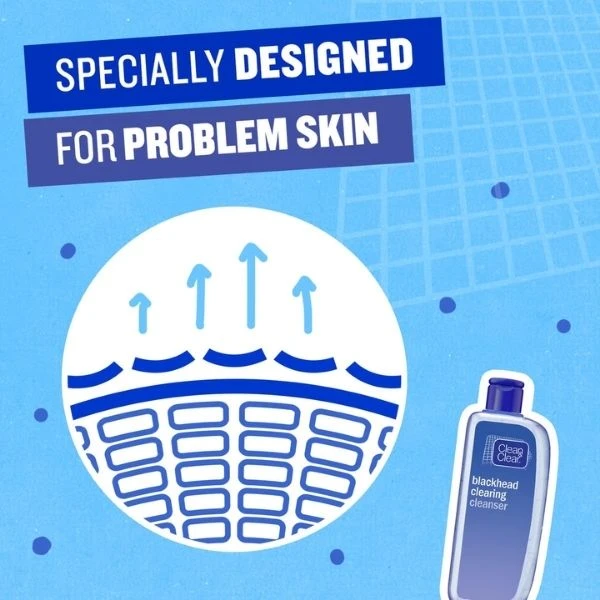 SPECIALLY DESIGNED
FOR PROBLEM SKIN
Clean
Clear
blackhead
clearing
cleanser